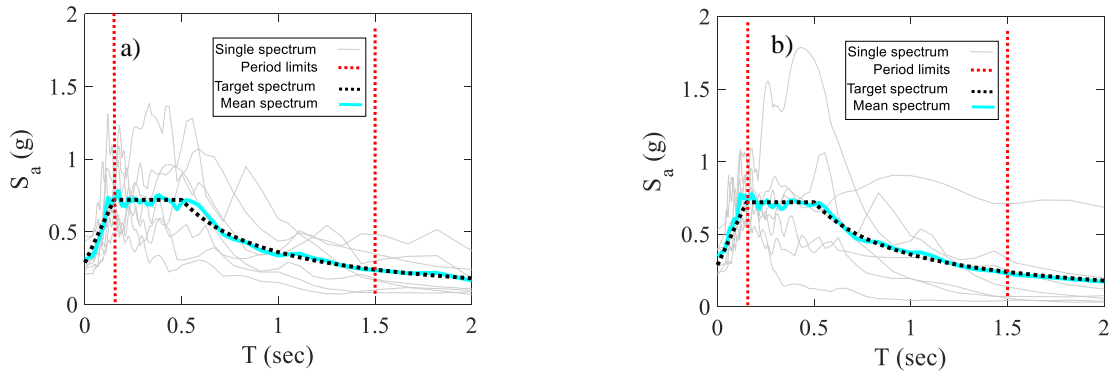 a)
Single spectrum
Period limits
Target spectrum
Mean spectrum
2
1.5
1
0.5
0
S_a (g)
0 0.5 1 1.5 2
T (sec)
b)
Single spectrum
Period limits
Target spectrum
Mean spectrum
2
1.5
1
0.5
0
S_a (g)
0 0.5 1 1.5 2
T (sec)